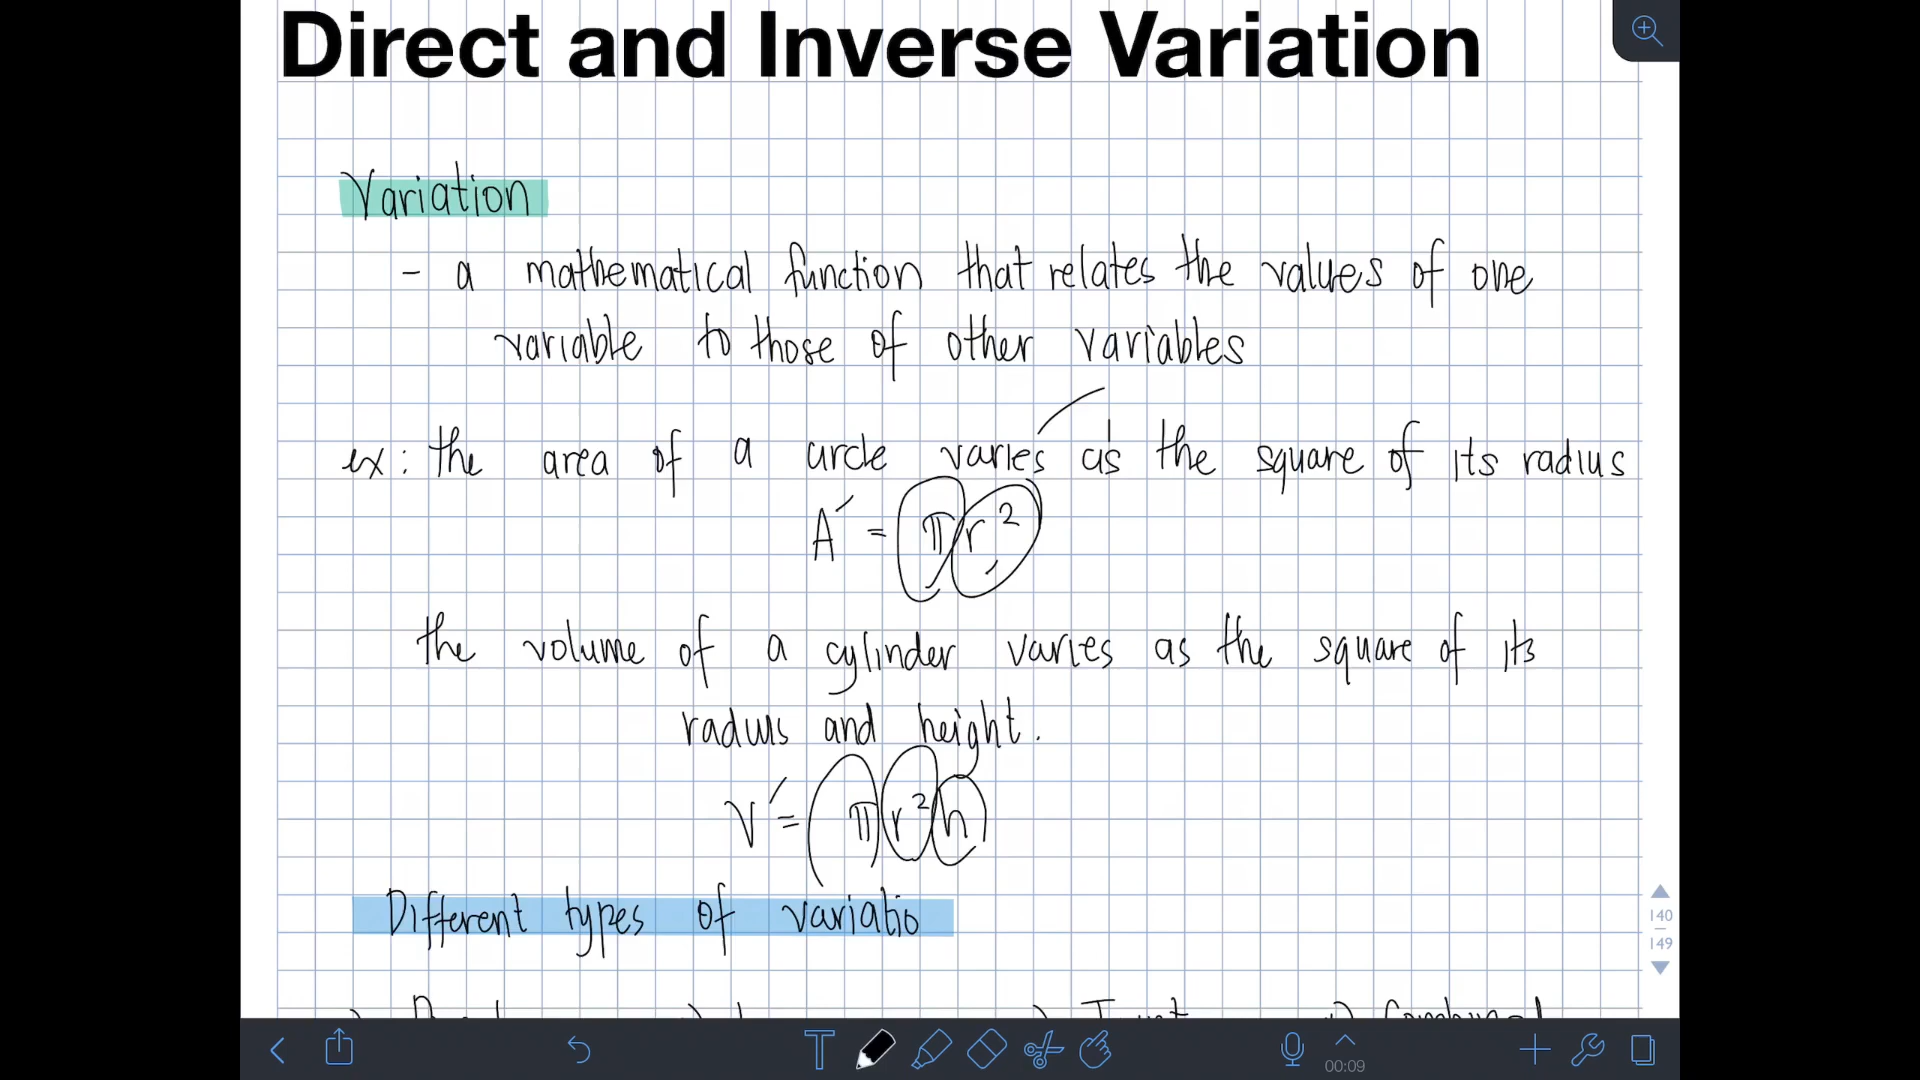 Direct and Inverse Variation
Variation
- a mathematical function that relates the values of one
variable to those of other variables
ex: the area of a circle varies as the square of its radius
A = πr²
the volume of a cylinder varies as the square of its
radius and height.
V = πr²h
Different types of variatio
140
149
00:09